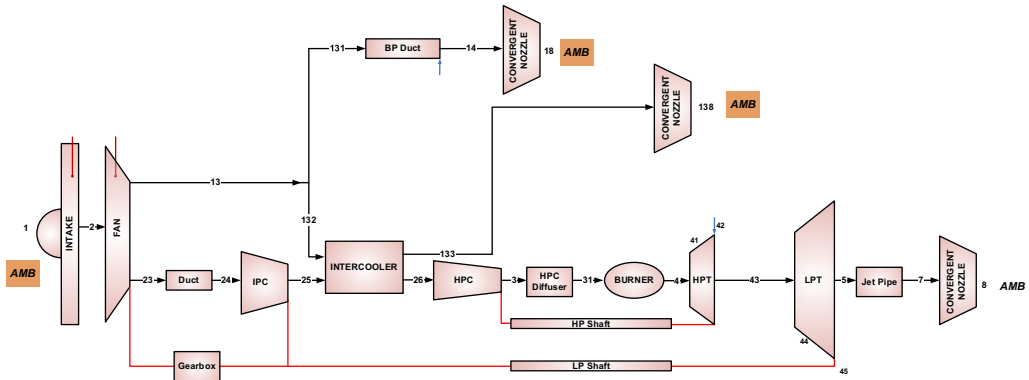 131
BP Duct
14
CONVERGENT
NOZZLE
18
AMB
CONVERGENT
NOZZLE
138
AMB
1
AMB
INTAKE
2
FAN
13
132
133
INTERCOOLER
23
Duct
24
IPC
25
26
HPC
3
HPC
Diffuser
31
BURNER
4
41
42
HPT
43
LPT
44
45
5
Jet Pipe
7
CONVERGENT
NOZZLE
8
AMB
HP Shaft
Gearbox
LP Shaft